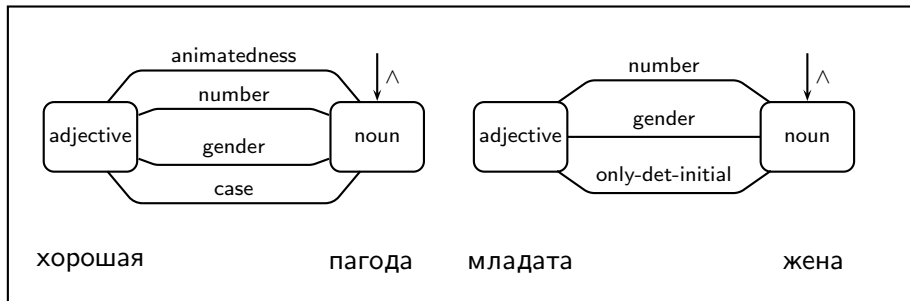 animatedness
number
number
adjective
noun
adjective
gender
noun
gender
only-det-initial
case
хорошая
пагода
младата
жена